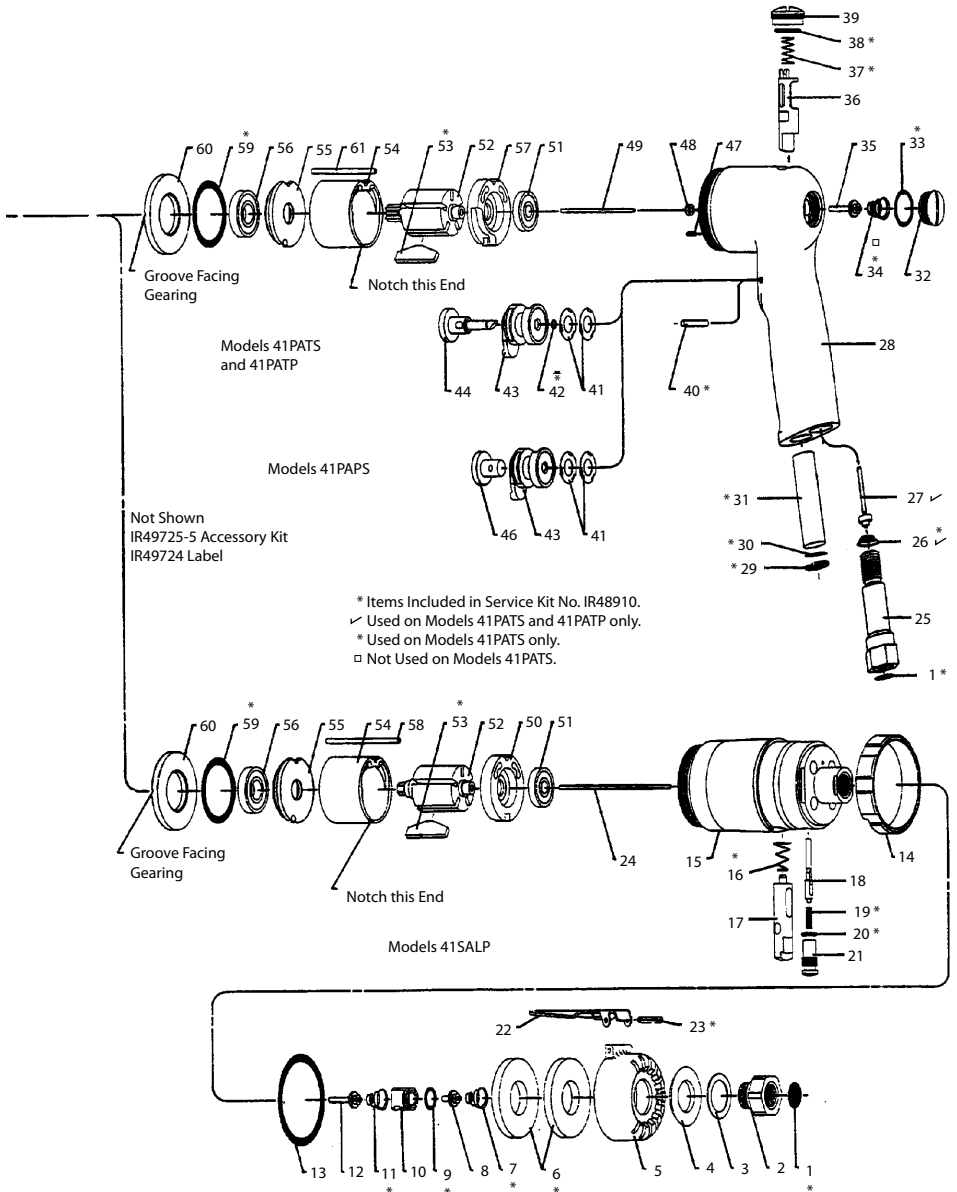 39
38 *
37 *
36
*
60 59 56 55 61 54 53 52 57 51 49 48 47 35 33
*
*
□
*
34 32
Groove Facing
Gearing
Notch this End
28
Models 41PATS
and 41PATP
44 43 42 41 40 *
*
Models 41PAPS
46 43 41
* 31
27 ✓
*
26 ✓
* 30
* 29
25
1 *
Not Shown
IR49725-5 Accessory Kit
IR49724 Label
* Items Included in Service Kit No. IR48910.
✓ Used on Models 41PATS and 41PATP only.
* Used on Models 41PATS only.
□ Not Used on Models 41PATS.
*
*
60 59 56 55 54 58 53 52 50 51
24 15 14
*
16
17
18
19 *
20 *
21
Groove Facing
Gearing
Notch this End
Models 41SALP
22 23 *
13 12 11 10 9 8 7 6 5 4 3 2 1
* * * * *